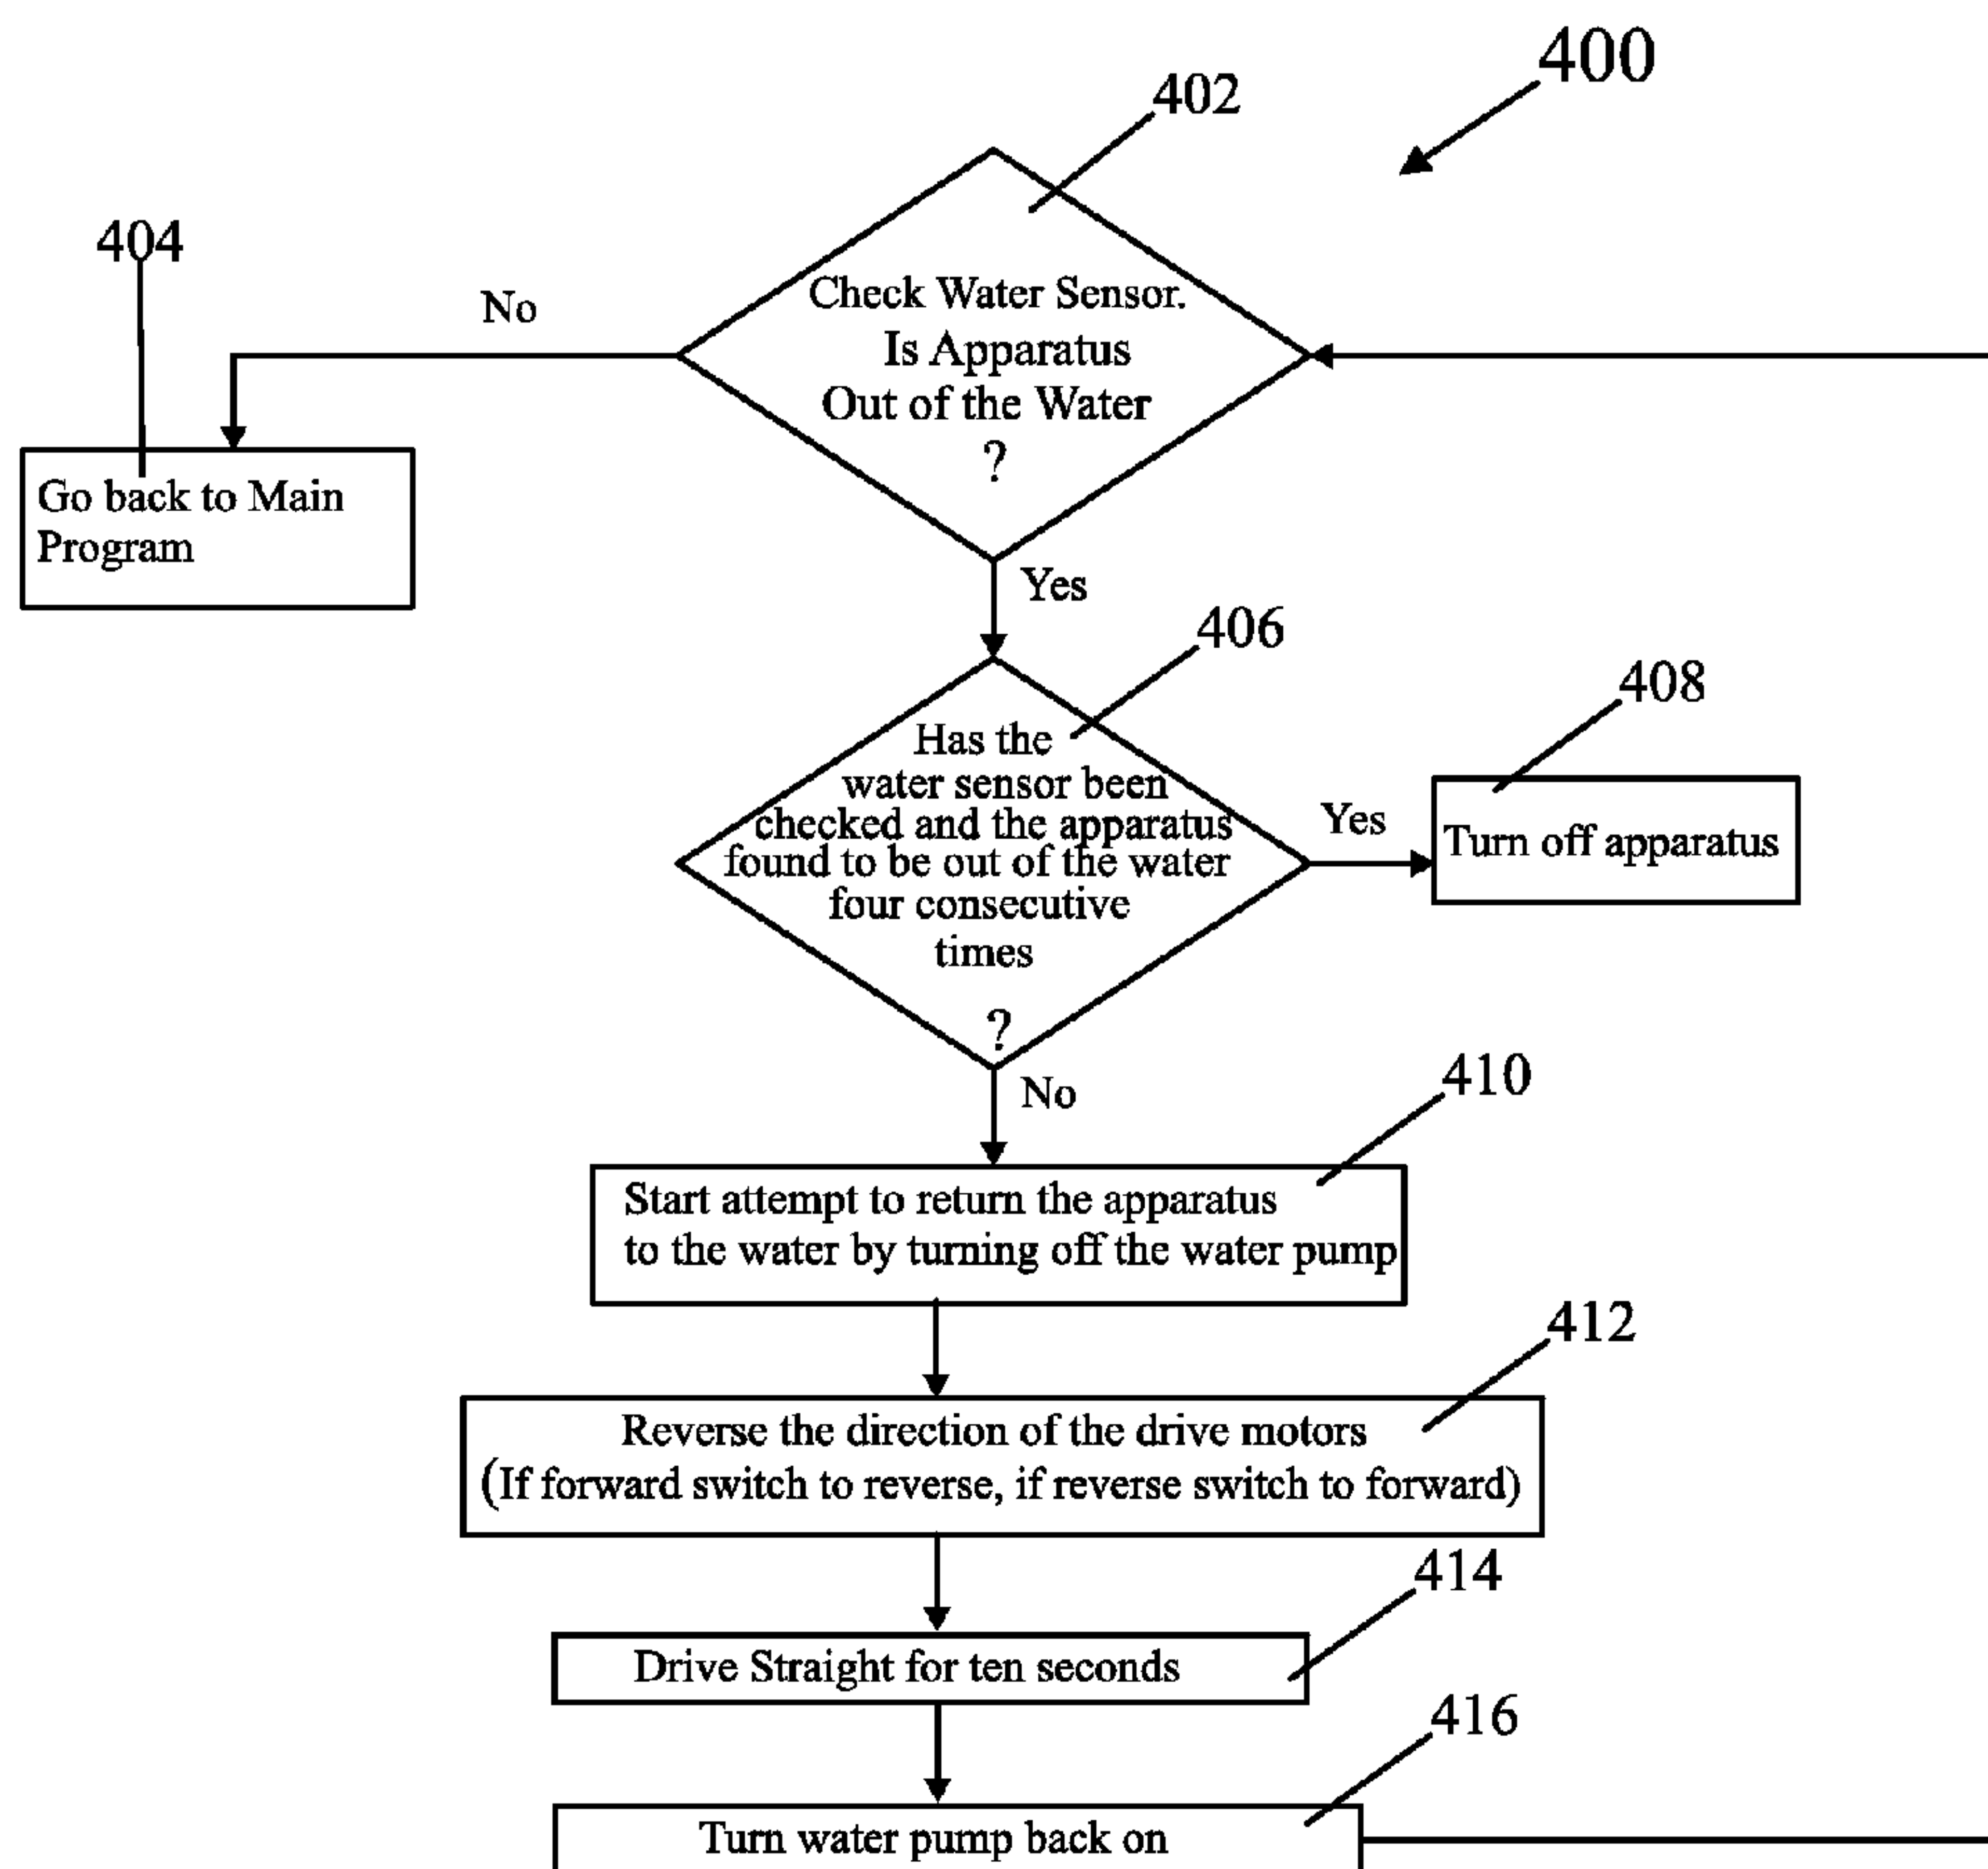 400
402
404
No
Check Water Sensor.
Is Apparatus
Out of the Water
?
Go back to Main
Program
Yes
406
408
Has the
water sensor been
checked and the apparatus
found to be out of the water
four consecutive
times
?
Yes
Turn off apparatus
No
410
Start attempt to return the apparatus
to the water by turning off the water pump
412
Reverse the direction of the drive motors
(If forward switch to reverse, if reverse switch to forward)
414
Drive Straight for ten seconds
416
Turn water pump back on